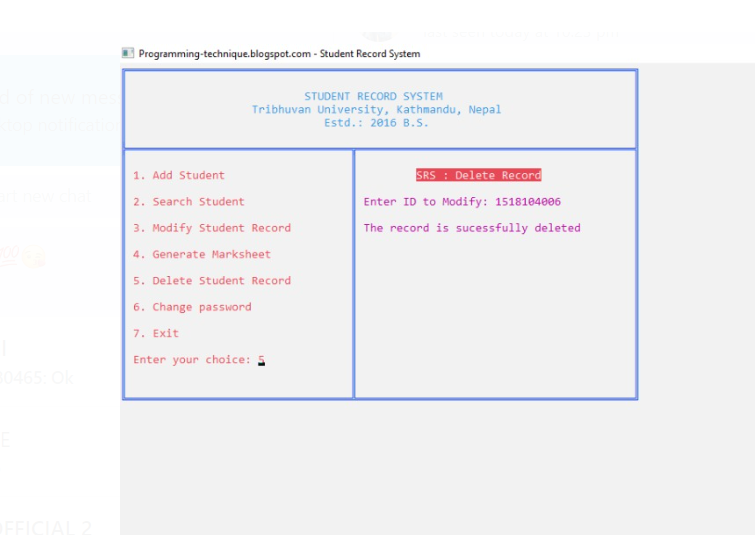 Programming-technique.blogspot.com - Student Record System
STUDENT RECORD SYSTEM
Tribhuvan University, Kathmandu, Nepal
Estd.: 2016 B.S.
1. Add Student
2. Search Student
3. Modify Student Record
4. Generate Marksheet
5. Delete Student Record
6. Change password
7. Exit
Enter your choice: 5
SRS : Delete Record
Enter ID to Modify: 1518104006
The record is sucessfully deleted
d of new mes
art new chat
30465: Ok
E
OFFICIAL 2